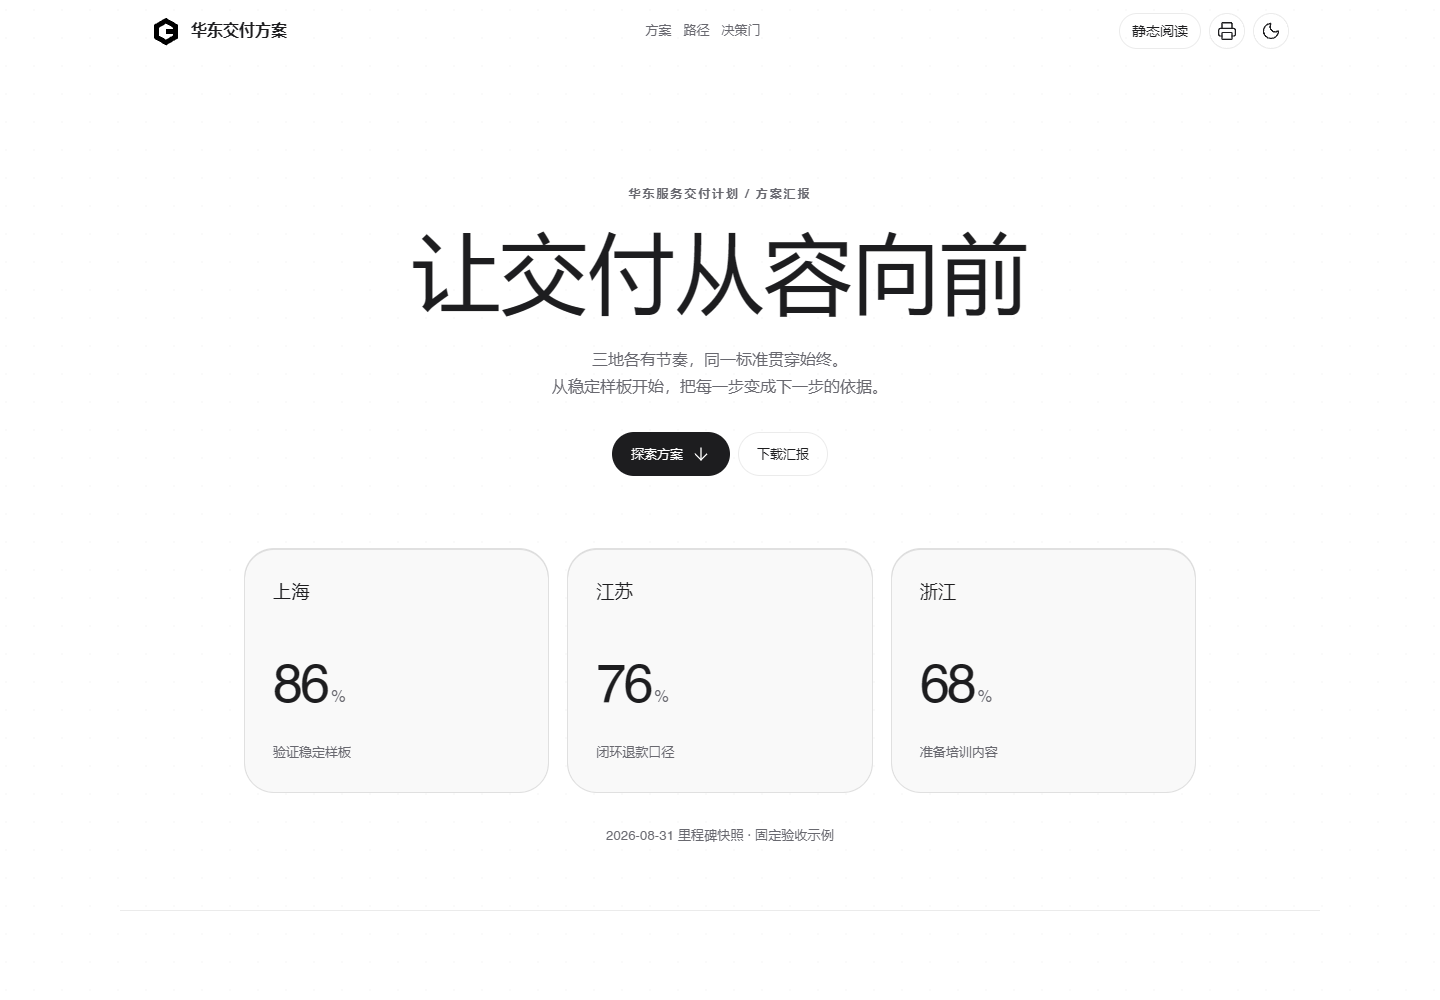 华东交付方案
方案 路径 决策门
静态阅读
华东服务交付计划 / 方案汇报
让交付从容向前
三地各有节奏，同一标准贯穿始终。
从稳定样板开始，把每一步变成下一步的依据。
探索方案
下载汇报
上海
86%
验证稳定样板
江苏
76%
闭环退款口径
浙江
68%
准备培训内容
2026-08-31 里程碑快照 · 固定验收示例